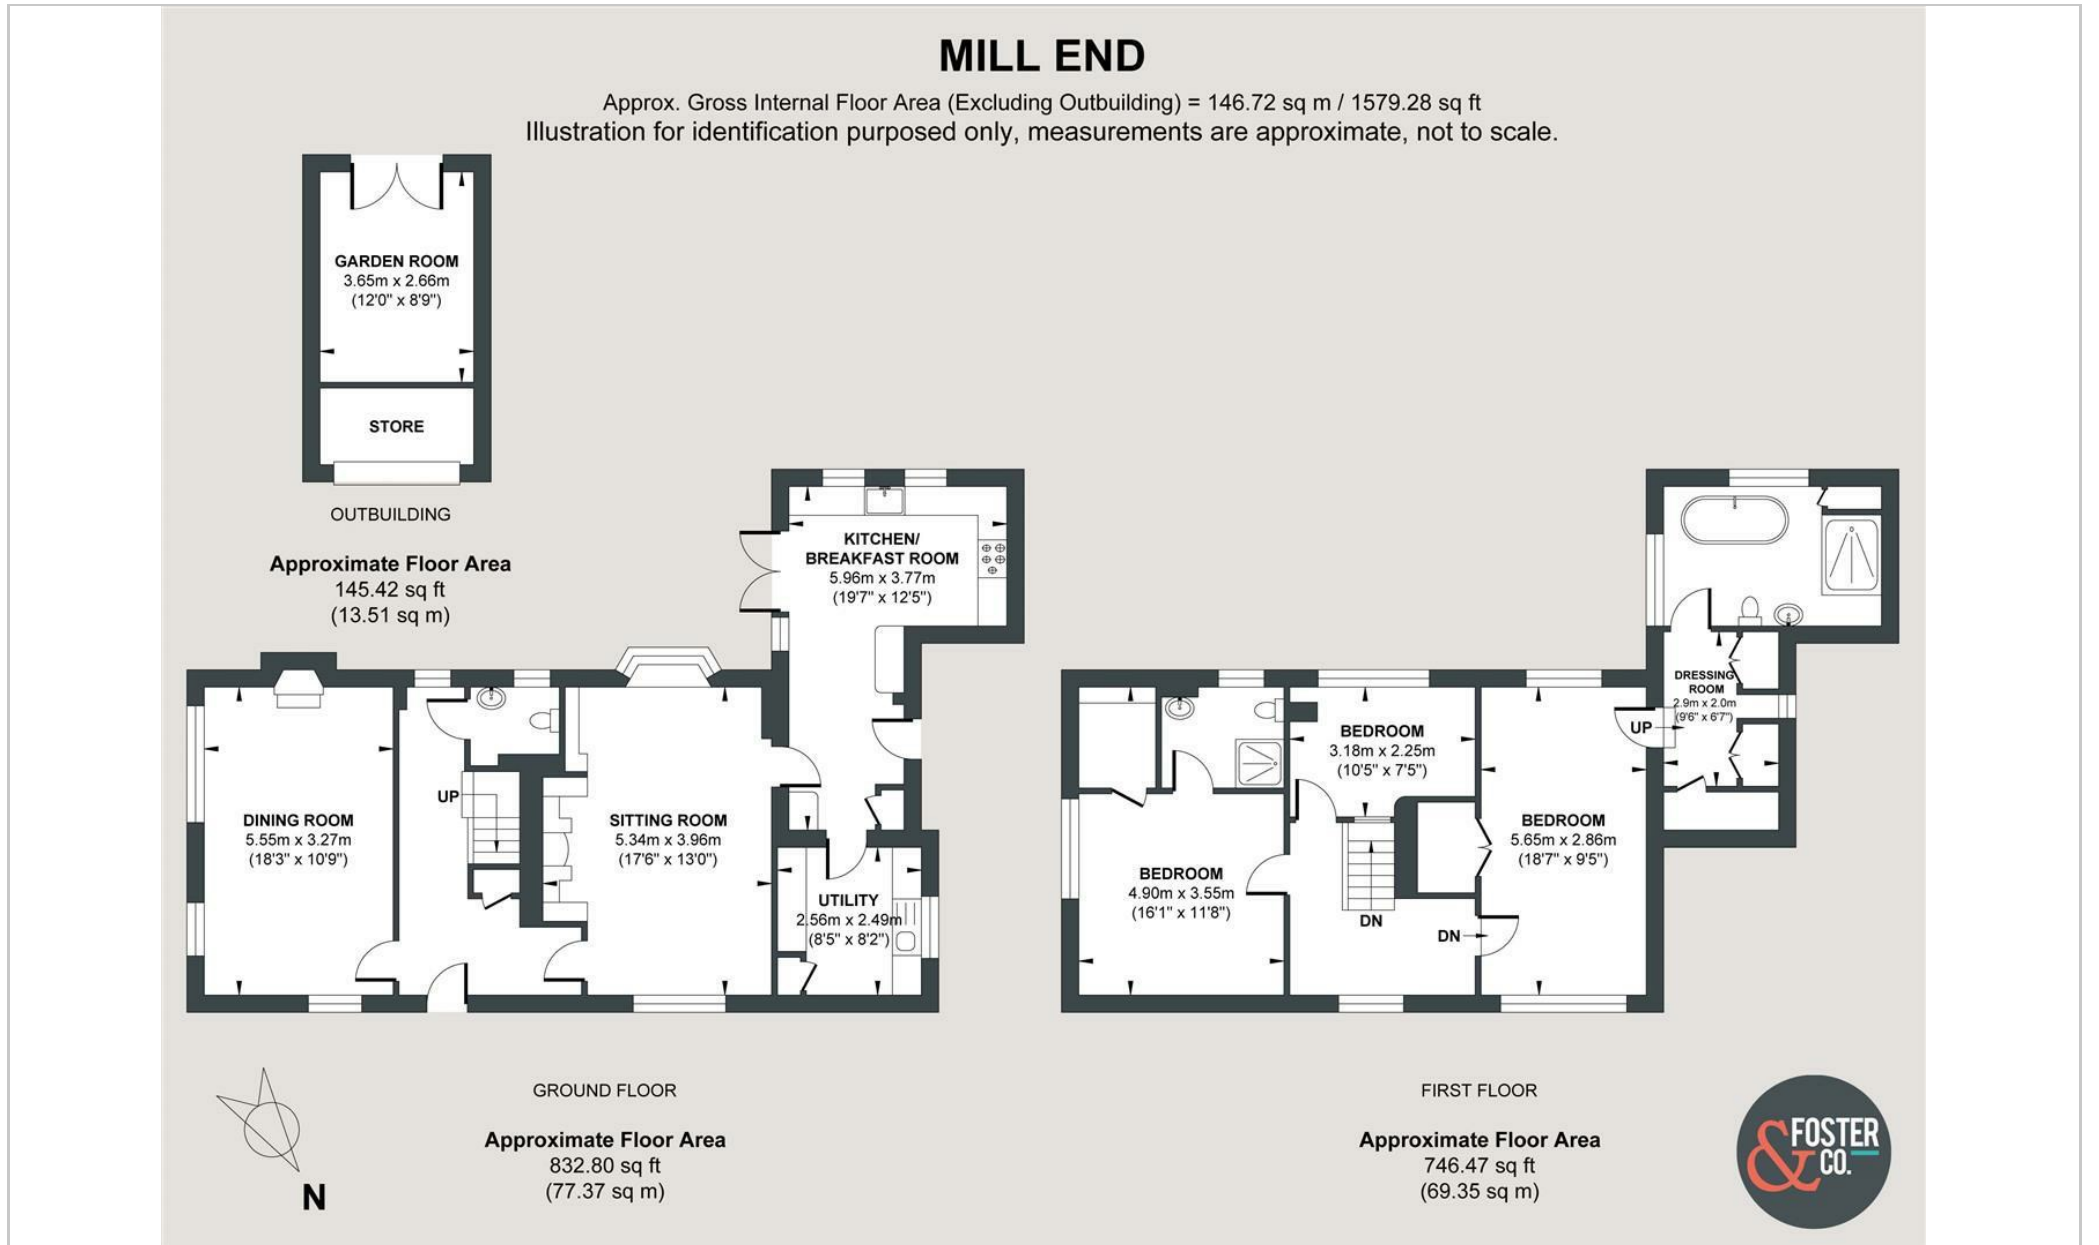 MILL END
Approx. Gross Internal Floor Area (Excluding Outbuilding) = 146.72 sq m / 1579.28 sq ft
Illustration for identification purposed only, measurements are approximate, not to scale.
GARDEN ROOM
3.65m x 2.66m
(12'0" x 8'9")
STORE
OUTBUILDING
Approximate Floor Area
145.42 sq ft
(13.51 sq m)
KITCHEN/
BREAKFAST ROOM
5.96m x 3.77m
(19'7" x 12'5")
UP
DINING ROOM
5.55m x 3.27m
(18'3" x 10'9")
SITTING ROOM
5.34m x 3.96m
(17'6" x 13'0")
UTILITY
2.56m x 2.49m
(8'5" x 8'2")
DRESSING
ROOM
2.9m x 2.0m
(9'6" x 6'7")
UP
BEDROOM
3.18m x 2.25m
(10'5" x 7'5")
BEDROOM
5.65m x 2.86m
(18'7" x 9'5")
BEDROOM
4.90m x 3.55m
(16'1" x 11'8")
DN
DN
N
GROUND FLOOR
Approximate Floor Area
832.80 sq ft
(77.37 sq m)
FIRST FLOOR
Approximate Floor Area
746.47 sq ft
(69.35 sq m)
&FOSTER
CO.